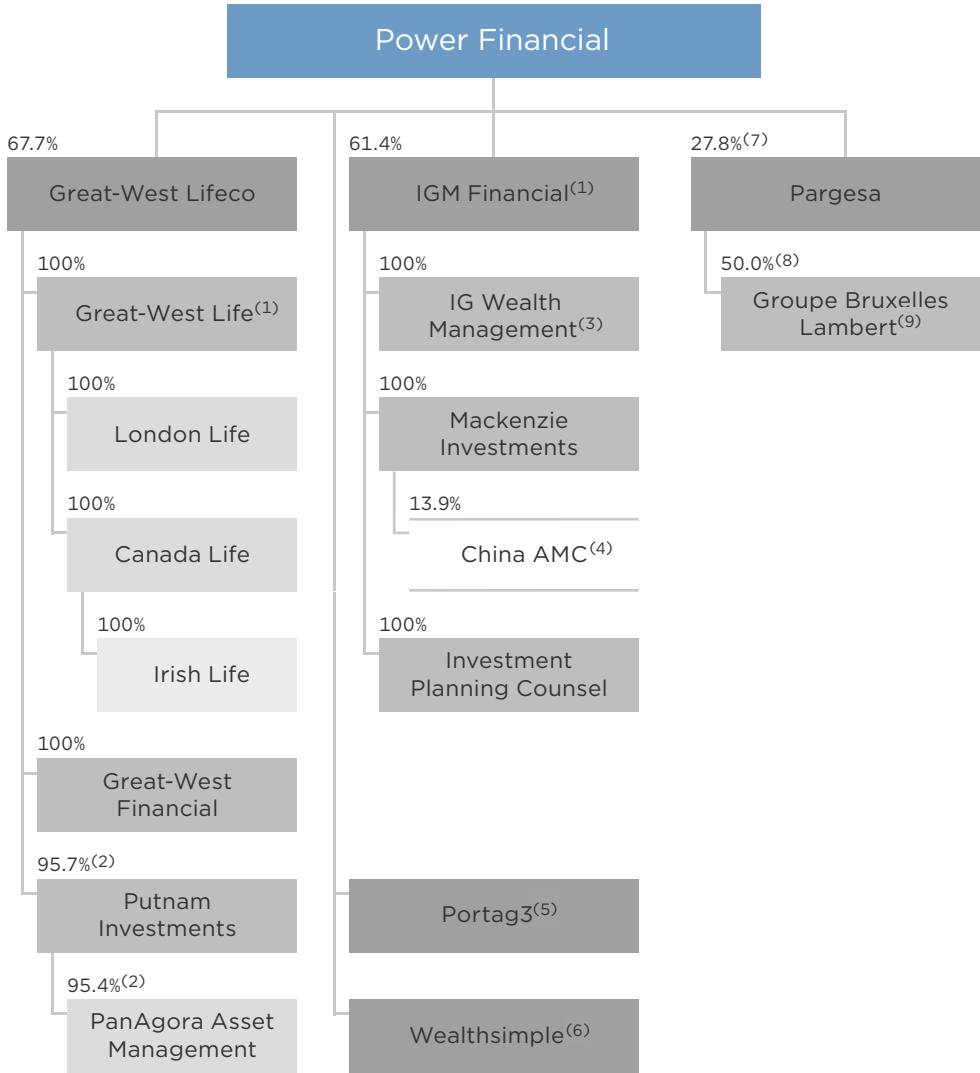 Power Financial
67.7%
Great-West Lifeco
100%
Great-West Life(1)
100%
London Life
100%
Canada Life
100%
Irish Life
100%
Great-West
Financial
95.7%(2)
Putnam
Investments
95.4%(2)
PanAgora Asset
Management
61.4%
IGM Financial(1)
100%
IG Wealth
Management(3)
100%
Mackenzie
Investments
13.9%
China AMC(4)
100%
Investment
Planning Counsel
Portag3(5)
Wealthsimple(6)
27.8%(7)
Pargesa
50.0%(8)
Groupe Bruxelles
Lambert(9)